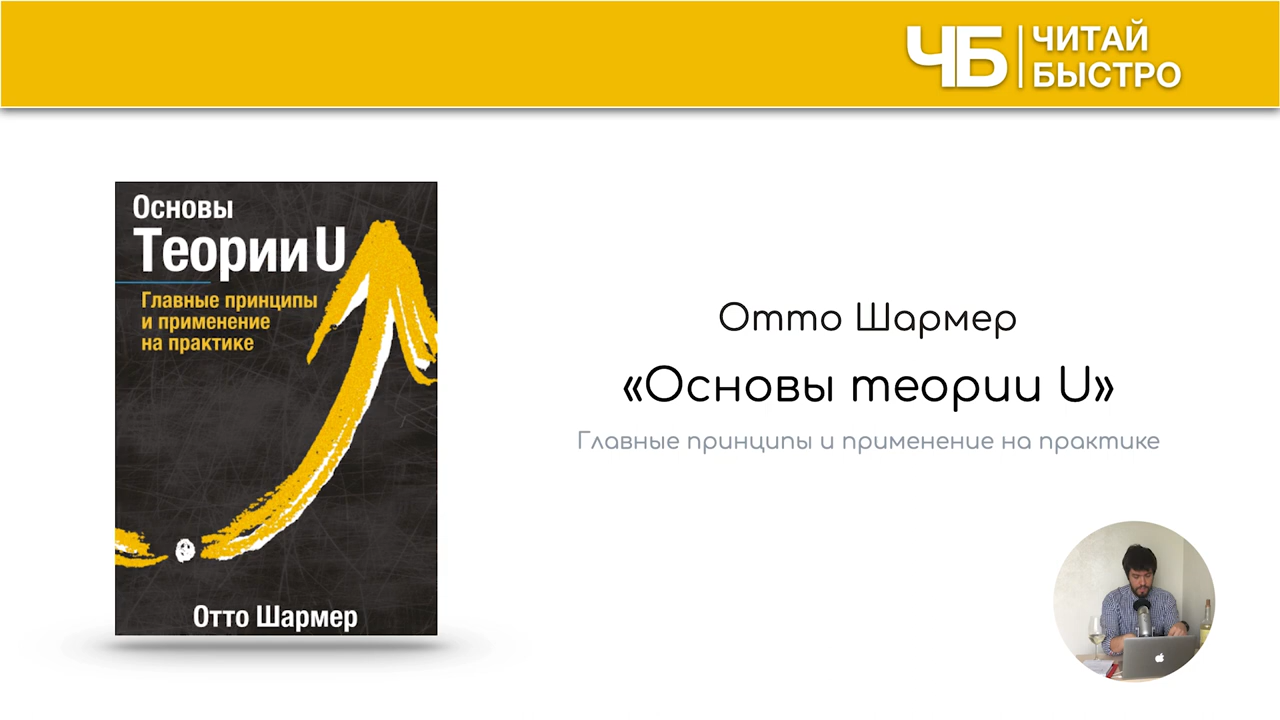 ЧБ
ЧИТАЙ
БЫСТРО
Основы
Теории U
Главные принципы
и применение
на практике
Отто Шармер
Отто Шармер
«Основы теории U»
Главные принципы и применение на практике